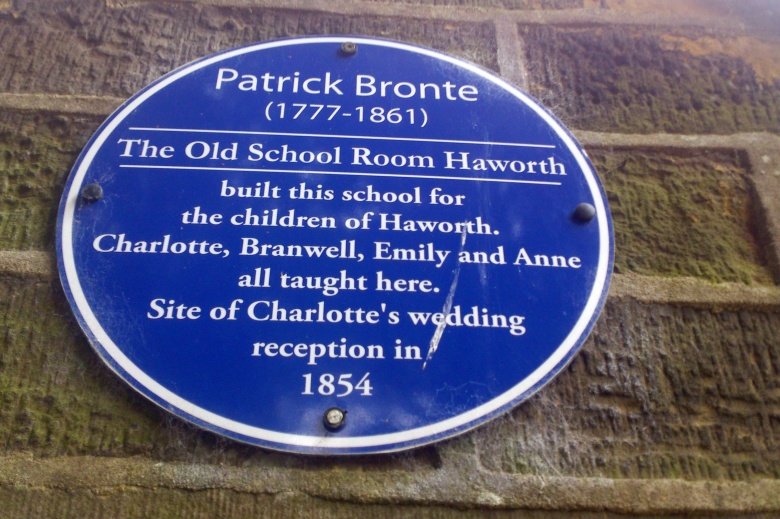 Patrick Bronte
(1777-1861)
The Old School Room Haworth
built this school for
the children of Haworth.
Charlotte, Branwell, Emily and Anne
all taught here.
Site of Charlotte's wedding
reception in
1854